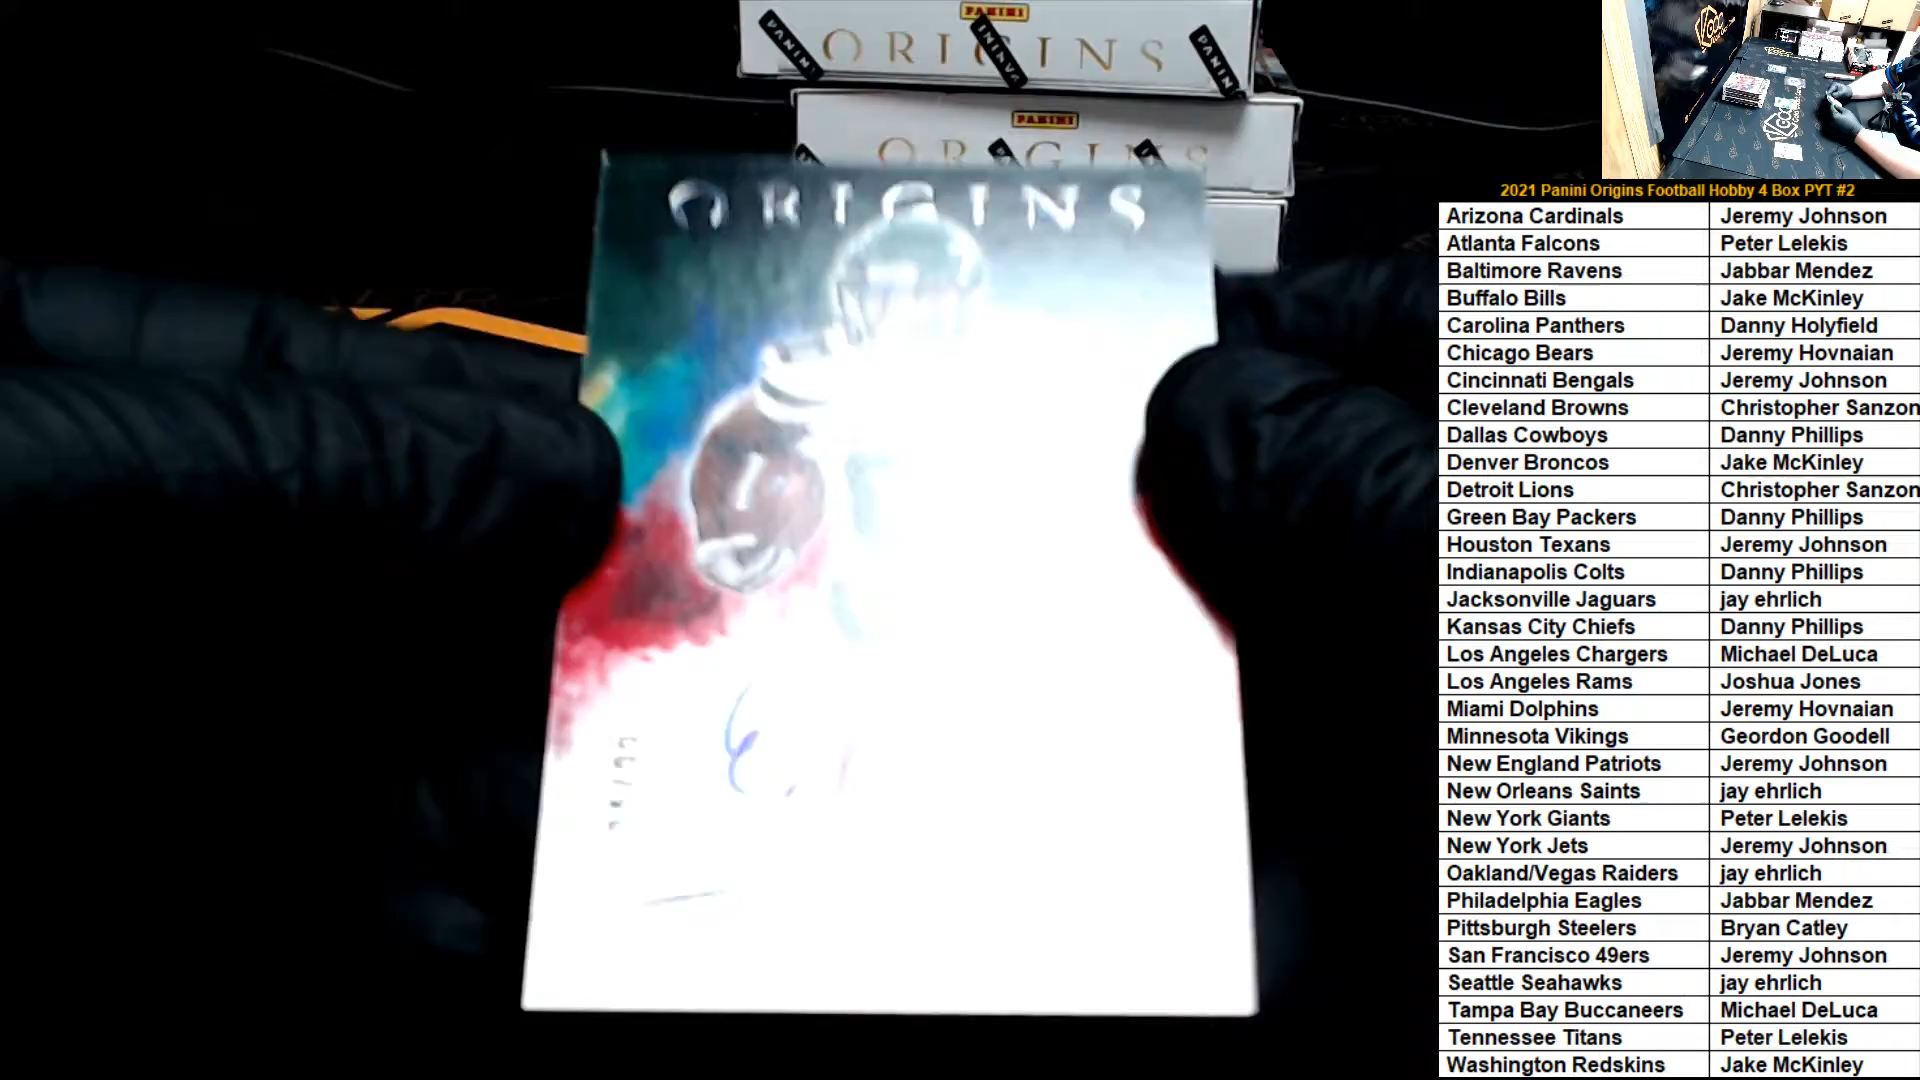 PANINI
PANINI
PANINI
PANINI
ORIGINS
PANINI
ORIGINS
ORIGINS
2021 Panini Origins Football Hobby 4 Box PYT #2
Arizona Cardinals Jeremy Johnson
Atlanta Falcons Peter Lelekis
Baltimore Ravens Jabbar Mendez
Buffalo Bills Jake McKinley
Carolina Panthers Danny Holyfield
Chicago Bears Jeremy Hovnaian
Cincinnati Bengals Jeremy Johnson
Cleveland Browns Christopher Sanzon
Dallas Cowboys Danny Phillips
Denver Broncos Jake McKinley
Detroit Lions Christopher Sanzon
Green Bay Packers Danny Phillips
Houston Texans Jeremy Johnson
Indianapolis Colts Danny Phillips
Jacksonville Jaguars jay ehrlich
Kansas City Chiefs Danny Phillips
Los Angeles Chargers Michael DeLuca
Los Angeles Rams Joshua Jones
Miami Dolphins Jeremy Hovnaian
Minnesota Vikings Geordon Goodell
New England Patriots Jeremy Johnson
New Orleans Saints jay ehrlich
New York Giants Peter Lelekis
New York Jets Jeremy Johnson
Oakland/Vegas Raiders jay ehrlich
Philadelphia Eagles Jabbar Mendez
Pittsburgh Steelers Bryan Catley
San Francisco 49ers Jeremy Johnson
Seattle Seahawks jay ehrlich
Tampa Bay Buccaneers Michael DeLuca
Tennessee Titans Peter Lelekis
Washington Redskins Jake McKinley